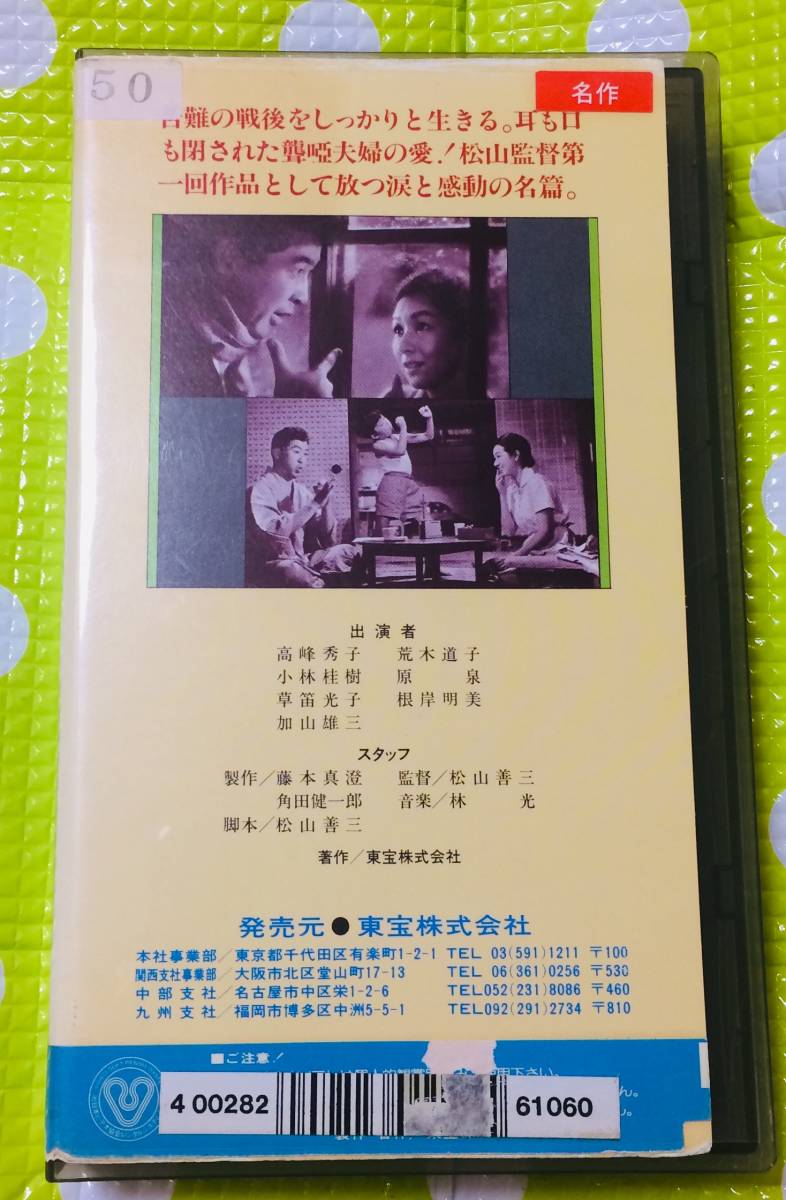 50
名作
苦難の戦後をしっかりと生きる。耳も口
も閉された聾啞夫婦の愛!松山監督第
一回作品として放つ涙と感動の名篇。
出演者
高峰秀子 荒木道子
小林桂樹 原 泉
草笛光子 根岸明美
加山雄三
スタッフ
製作/藤本真澄 監督/松山善三
角田健一郎 音楽/林 光
脚本/松山善三
著作/東宝株式会社
発売元●東宝株式会社
本社事業部/東京都千代田区有楽町1-2-1 TEL 03(591)1211 〒100
関西支社事業部/大阪市北区堂山町17-13 TEL 06(361)0256 〒530
中部支社/名古屋市中区栄1-2-6 TEL052(231)8086 〒460
九州支社/福岡市博多区中洲5-5-1 TEL092(291)2734 〒810
■ご注意!
4 00282 61060